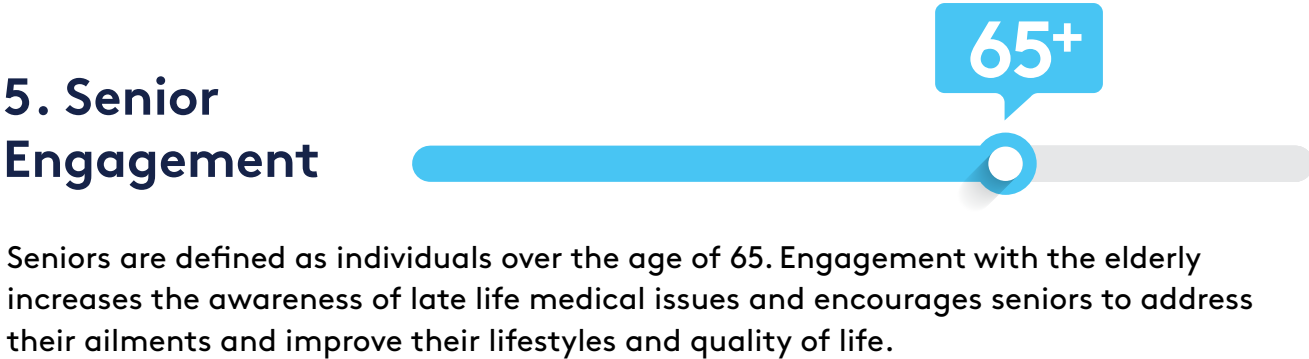 65+
5. Senior
Engagement
Seniors are defined as individuals over the age of 65. Engagement with the elderly
increases the awareness of late life medical issues and encourages seniors to address
their ailments and improve their lifestyles and quality of life.